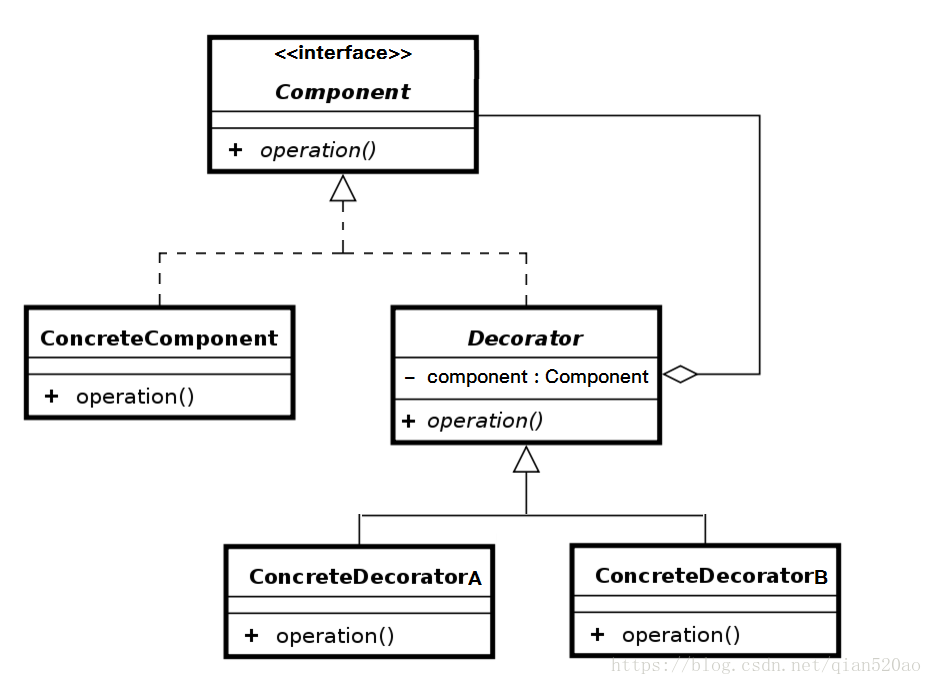 <<interface>>
Component
+ operation()
ConcreteComponent
+ operation()
Decorator
- component : Component
+ operation()
ConcreteDecoratorA
+ operation()
ConcreteDecoratorB
+ operation()
https://blog.csdn.net/qian520ao